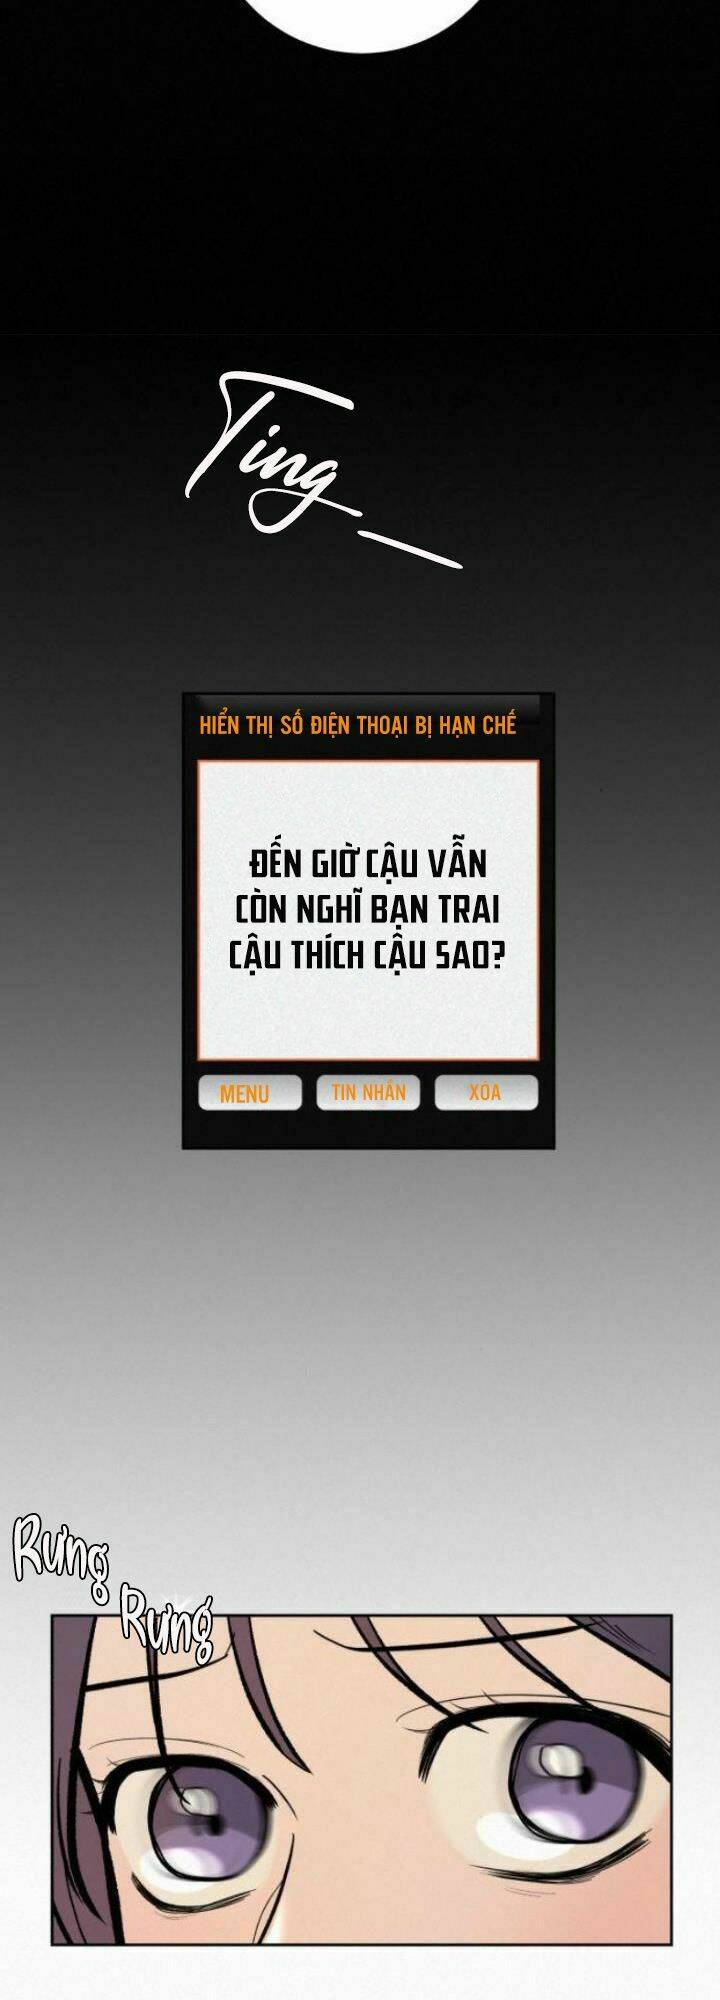 Ting_
HIỂN THỊ SỐ ĐIỆN THOẠI BỊ HẠN CHẾ
ĐẾN GIỜ CẬU VẪN
CÒN NGHĨ BẠN TRAI
CẬU THÍCH CẬU SAO?
MENU TIN NHẮN XÓA
Rưng
Rưng